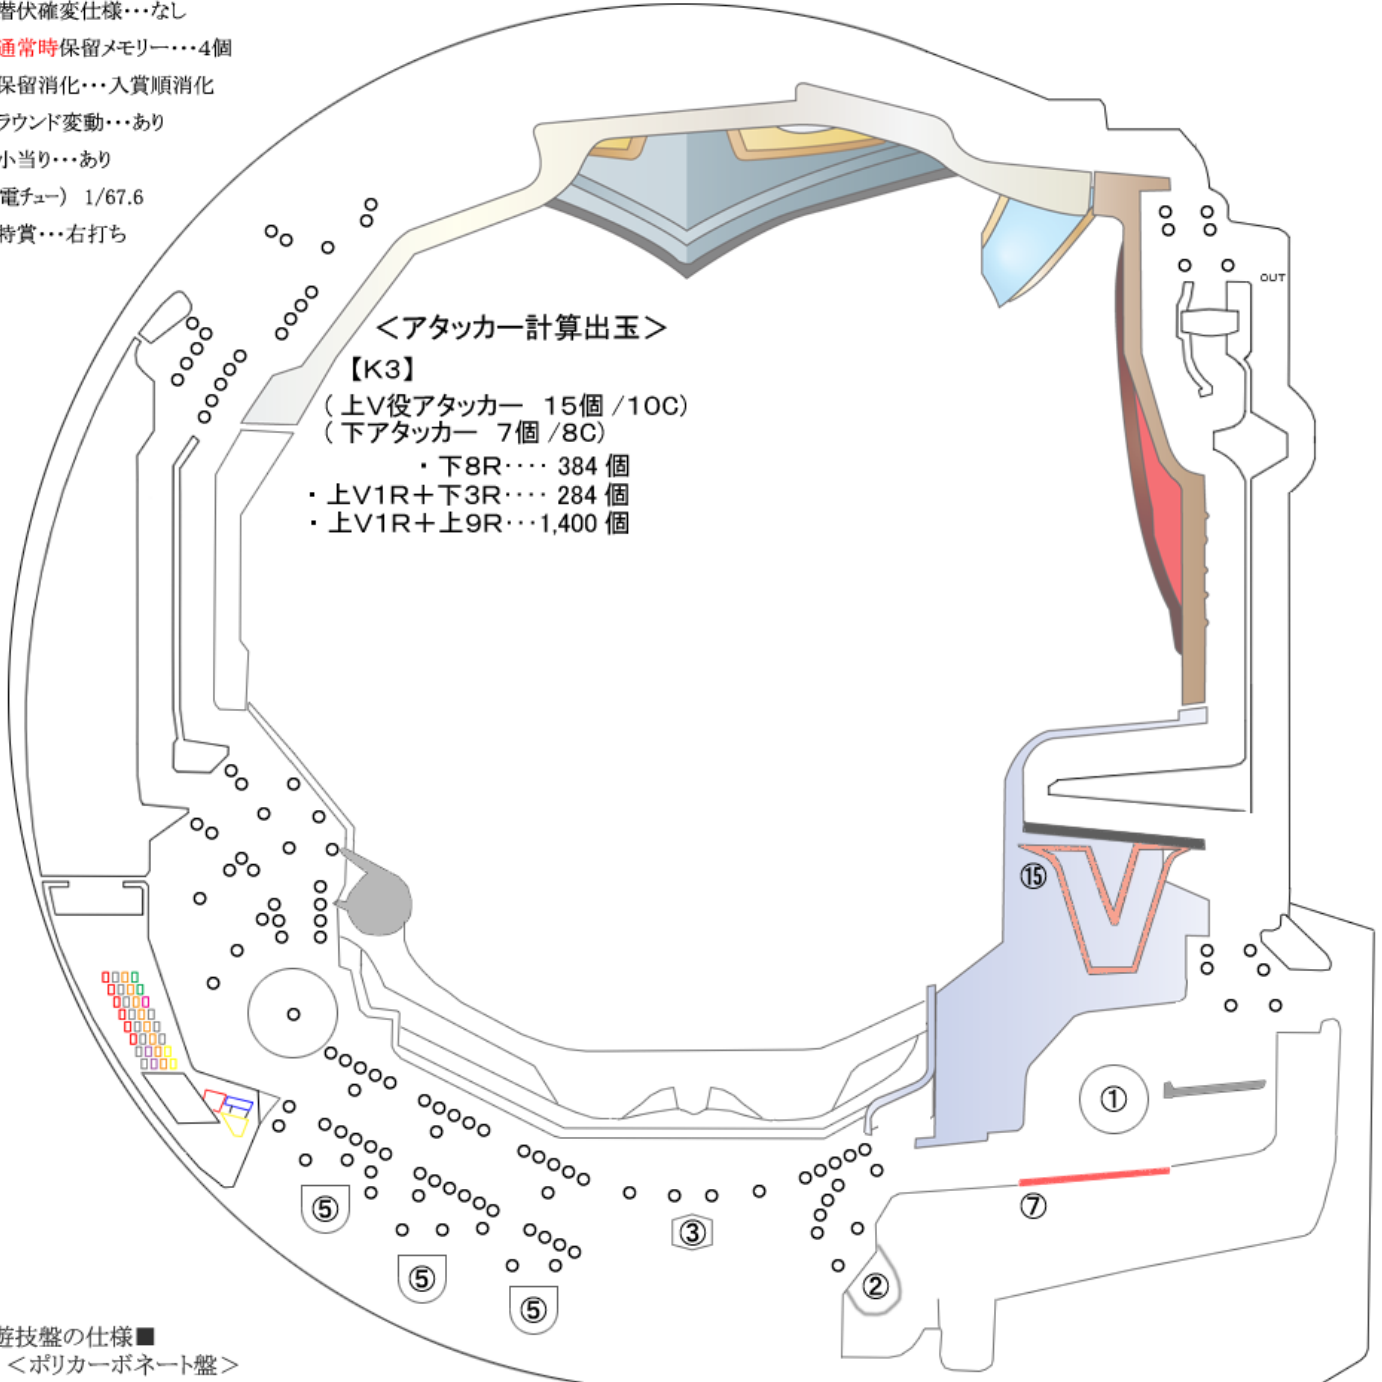 潜伏確変仕様･･･なし
通常時保留メモリー･･･4個
保留消化･･･入賞順消化
ラウンド変動･･･あり
小当り･･･あり
電チュー) 1/67.6
特賞･･･右打ち
OUT
＜アタッカー計算出玉＞
【K3】
( 上V役アタッカー 15個 /10C)
( 下アタッカー 7個 /8C)
・下8R････ 384 個
・上V1R＋下3R････ 284 個
・上V1R＋上9R･･･1,400 個
⑮
V
①
⑦
⑤
③
⑤
②
⑤
遊技盤の仕様■
＜ポリカーボネート盤＞